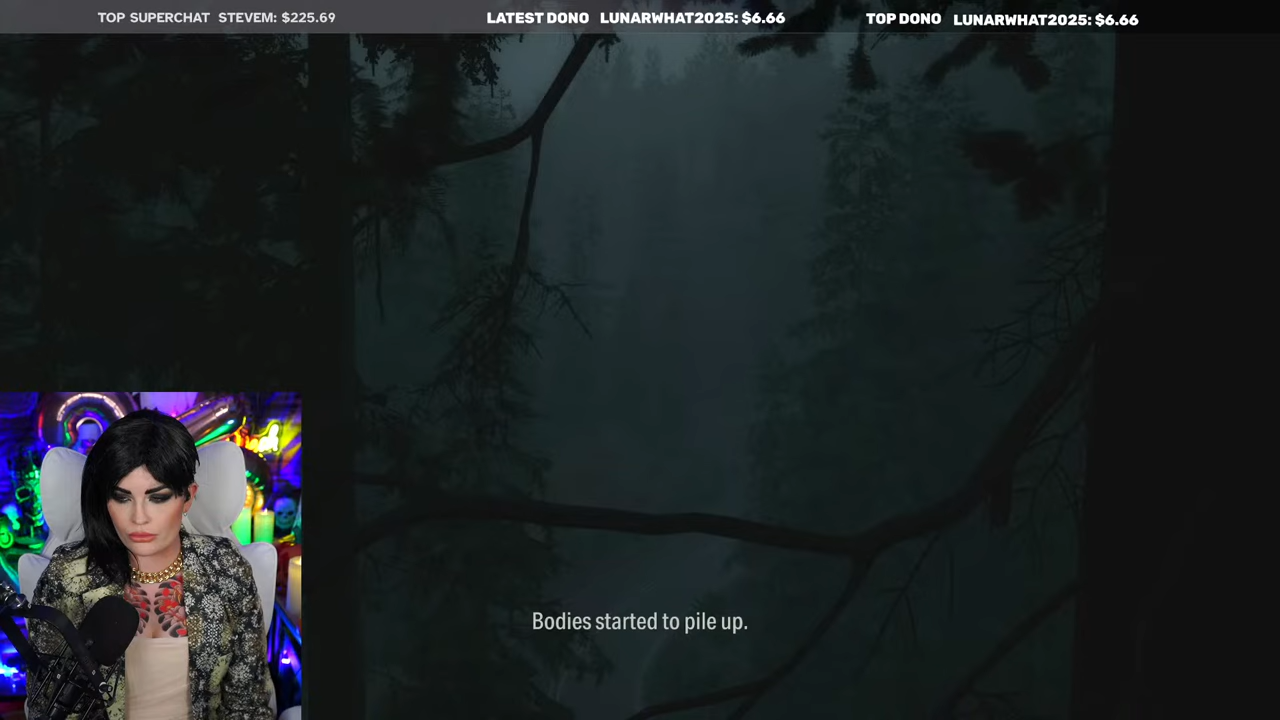 TOP SUPERCHAT STEVEM: $225.69
LATEST DONO LUNARWHAT2025: $6.66
TOP DONO LUNARWHAT2025: $6.66
Bodies started to pile up.